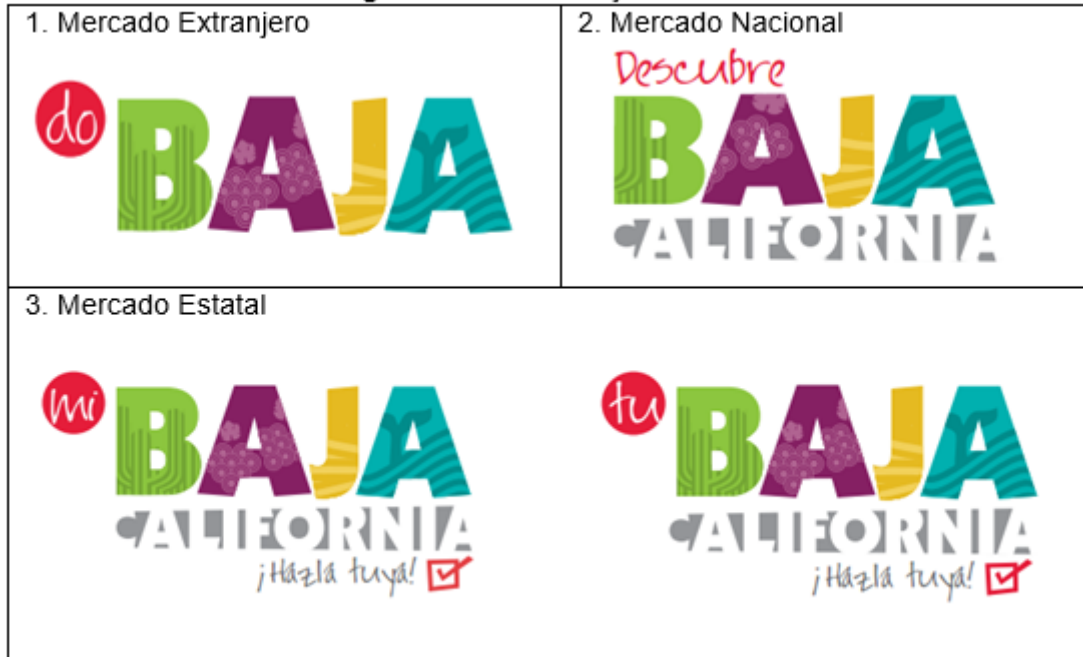 1. Mercado Extranjero
do BAJA
2. Mercado Nacional
Descubre
BAJA
CALIFORNIA
3. Mercado Estatal
mi BAJA
CALIFORNIA
¡Hazla tuya!
tu BAJA
CALIFORNIA
¡Hazla tuya!